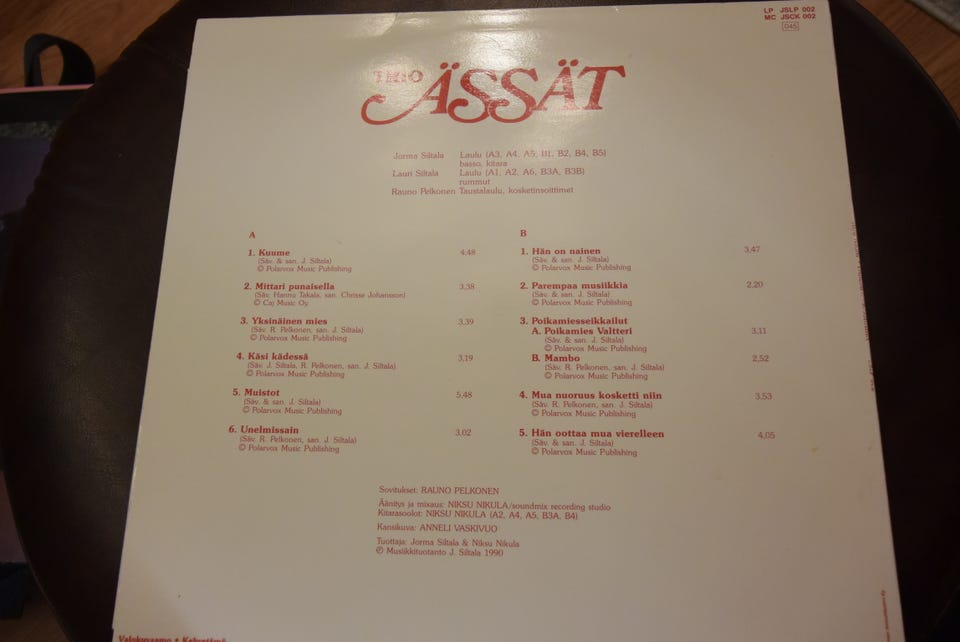 LP JSLP 002
MC JSCK 002
045
TRIO
ÄSSÄT
Jorma Siltala Laulu (A3, A4, A5, B1, B2, B4, B5)
basso, kitara
Lauri Siltala Laulu (A1, A2, A6, B3A, B3B)
rummut
Rauno Pelkonen Taustalaulu, kosketinsoittimet
A
1. Kuume 4,48
(Säv. & san. J. Siltala)
© Polarvox Music Publishing
2. Mittari punaisella 3,38
(Säv. Hannu Takala, san. Chrisse Johansson)
© Caj Music Oy
3. Yksinäinen mies 3,39
(Säv. R. Pelkonen, san. J. Siltala)
© Polarvox Music Publishing
4. Käsi kädessä 3,19
(Säv. J. Siltala, R. Pelkonen, san. J. Siltala)
© Polarvox Music Publishing
5. Muistot 5,48
(Säv. & san. J. Siltala)
© Polarvox Music Publishing
6. Unelmissain 3,02
(Säv. R. Pelkonen, san. J. Siltala)
© Polarvox Music Publishing
B
1. Hän on nainen 3,47
(Säv. & san. J. Siltala)
© Polarvox Music Publishing
2. Parempaa musiikkia 2,20
(Säv. & san. J. Siltala)
© Polarvox Music Publishing
3. Poikamiesseikkailut
A. Poikamies Valtteri 3,11
(Säv. & san. J. Siltala)
© Polarvox Music Publishing
B. Mambo 2,52
(Säv. R. Pelkonen, san. J. Siltala)
© Polarvox Music Publishing
4. Mua nuoruus kosketti niin 3,53
(Säv. R. Pelkonen, san. J. Siltala)
© Polarvox Music Publishing
5. Hän oottaa mua vierelleen 4,05
(Säv. & san. J. Siltala)
© Polarvox Music Publishing
Sovitukset: RAUNO PELKONEN
Äänitys ja mixaus: NIKSU NIKULA/soundmix recording studio
Kitarasoolot: NIKSU NIKULA (A2, A4, A5, B3A, B4)
Kansikuva: ANNELI VASKIVUO
Tuottaja: Jorma Siltala & Niksu Nikula
℗ Musiikkituotanto J. Siltala 1990